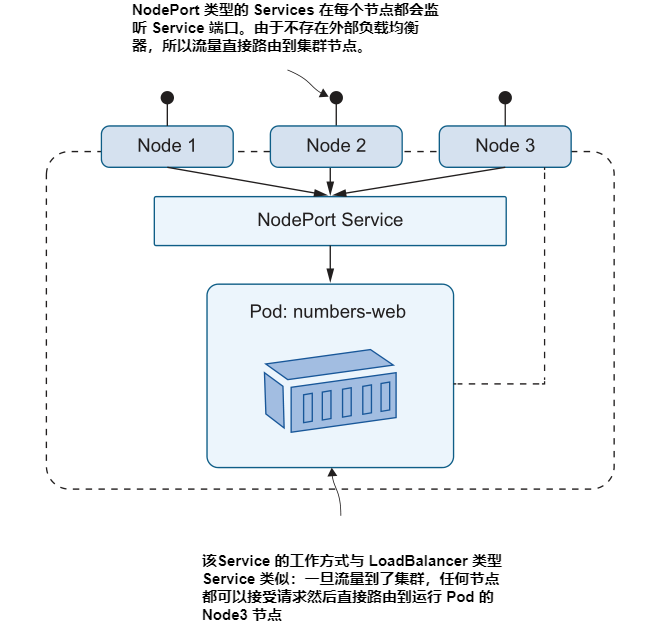 NodePort 类型的 Services 在每个节点都会监
听 Service 端口。由于不存在外部负载均衡
器，所以流量直接路由到集群节点。
Node 1
Node 2
Node 3
NodePort Service
Pod: numbers-web
该Service 的工作方式与 LoadBalancer 类型
Service 类似：一旦流量到了集群，任何节点
都可以接受请求然后直接路由到运行 Pod 的
Node3 节点